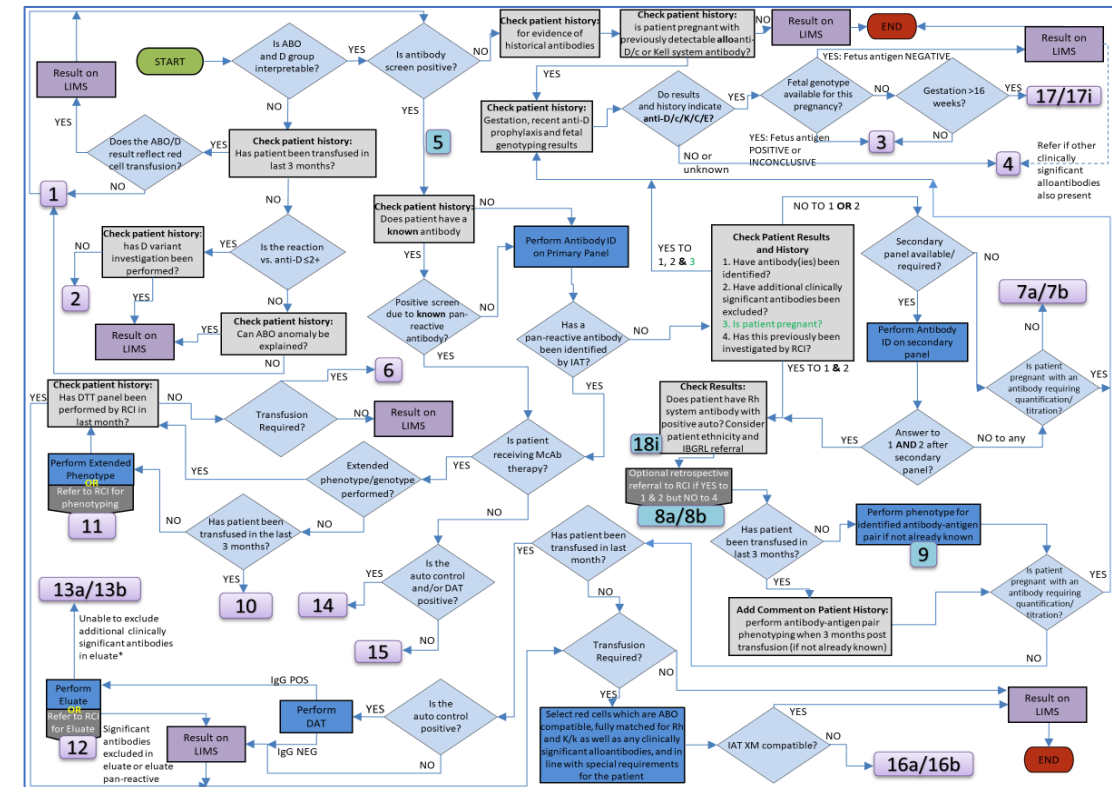 START
Is ABO
and D group
interpretable?
YES
NO
Result on
LIMS
YES
Does the ABO/D
result reflect red
cell transfusion?
YES
NO
1
Check patient history:
Has patient been transfused in
last 3 months?
NO
Is the reaction
vs. anti-D ≤2+
YES
NO
Check patient history:
has D variant
investigation been
performed?
NO
2
YES
Result on
LIMS
YES
Check patient history:
Can ABO anomaly be
explained?
NO
Is antibody
screen positive?
NO
YES
5
Check patient history:
for evidence of
historical antibodies
Check patient history:
is patient pregnant with
previously detectable alloanti-
D/c or Kell system antibody?
NO
Result on
LIMS
END
Result on
LIMS
YES
Check patient history:
Gestation, recent anti-D
prophylaxis and fetal
genotyping results
Do results
and history indicate
anti-D/c/K/C/E?
YES
NO or
unknown
YES: Fetus antigen NEGATIVE
Fetal genotype
available for this
pregnancy?
NO
Gestation >16
weeks?
YES
17/17i
NO
YES: Fetus antigen
POSITIVE or
INCONCLUSIVE
3
4
Refer if other
clinically
significant
alloantibodies
also present
Check patient history:
Does patient have a
known antibody
NO
YES
Perform Antibody ID
on Primary Panel
Positive screen
due to known pan-
reactive
antibody?
NO
YES
Has a
pan-reactive antibody
been identified
by IAT?
NO
YES
YES TO
1, 2 & 3
NO TO 1 OR 2
Check Patient Results
and History
1. Have antibody(ies) been
identified?
2. Have additional clinically
significant antibodies been
excluded?
3. Is patient pregnant?
4. Has this previously been
investigated by RCI?
YES TO 1 & 2
Secondary
panel available/
required?
NO
YES
Perform Antibody
ID on secondary
panel
Answer to
1 AND 2 after
secondary
panel?
YES
NO to any
7a/7b
NO
Is patient
pregnant with an
antibody requiring
quantification/
titration?
YES
Check Results:
Does patient have Rh
system antibody with
positive auto? Consider
patient ethnicity and
IBGRL referral
18i
Optional retrospective
referral to RCI if YES to
1 & 2 but NO to 4
8a/8b
Has patient
been transfused in
last 3 months?
NO
YES
Perform phenotype for
identified antibody-antigen
pair if not already known
9
Add Comment on Patient History:
perform antibody-antigen pair
phenotyping when 3 months post
transfusion (if not already known)
Is patient
pregnant with an
antibody requiring
quantification/
titration?
YES
NO
Check patient history:
Has DTT panel been
performed by RCI in
last month?
YES
NO
Transfusion
Required?
YES
6
NO
Result on
LIMS
Perform Extended
Phenotype
OR
Refer to RCI for
phenotyping
11
YES
Extended
phenotype/genotype
performed?
YES
NO
Has patient been
transfused in the last
3 months?
NO
YES
10
Is patient
receiving McAb
therapy?
NO
Is the
auto control
and/or DAT
positive?
YES
14
NO
15
Has patient been
transfused in last
month?
YES
NO
Transfusion
Required?
NO
YES
Select red cells which are ABO
compatible, fully matched for Rh
and K/k as well as any clinically
significant alloantibodies, and in
line with special requirements
for the patient
IAT XM compatible?
YES
NO
16a/16b
Result on
LIMS
END
13a/13b
Unable to exclude
additional clinically
significant antibodies
in eluate*
Perform
Eluate
OR
Refer to RCI
for Eluate
12
Significant
antibodies
excluded in
eluate or eluate
pan-reactive
IgG POS
Perform
DAT
IgG NEG
Result on
LIMS
YES
Is the
auto control
positive?
NO